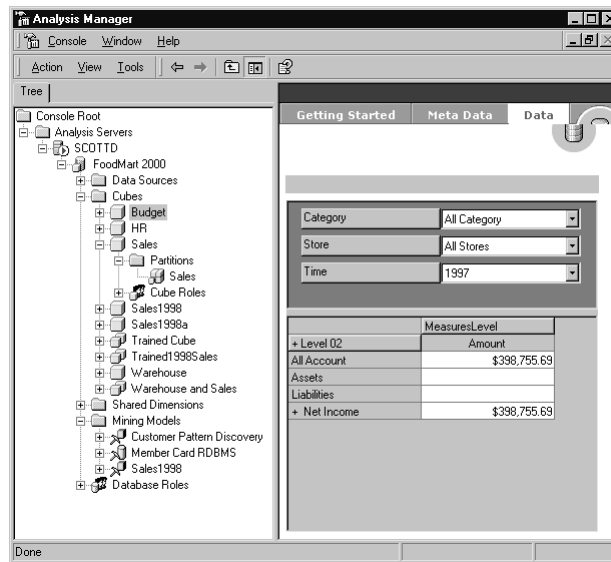 Analysis Manager
Console Window Help
Action View Tools
Tree
Console Root
Analysis Servers
SCOTTD
FoodMart 2000
Data Sources
Cubes
Budget
HR
Sales
Partitions
Sales
Cube Roles
Sales1998
Sales1998a
Trained Cube
Trained1998Sales
Warehouse
Warehouse and Sales
Shared Dimensions
Mining Models
Customer Pattern Discovery
Member Card RDBMS
Sales1998
Database Roles
Getting Started Meta Data Data
Category All Category
Store All Stores
Time 1997
MeasuresLevel
+ Level 02 Amount
All Account $398,755.69
Assets
Liabilities
+ Net Income $398,755.69
Done